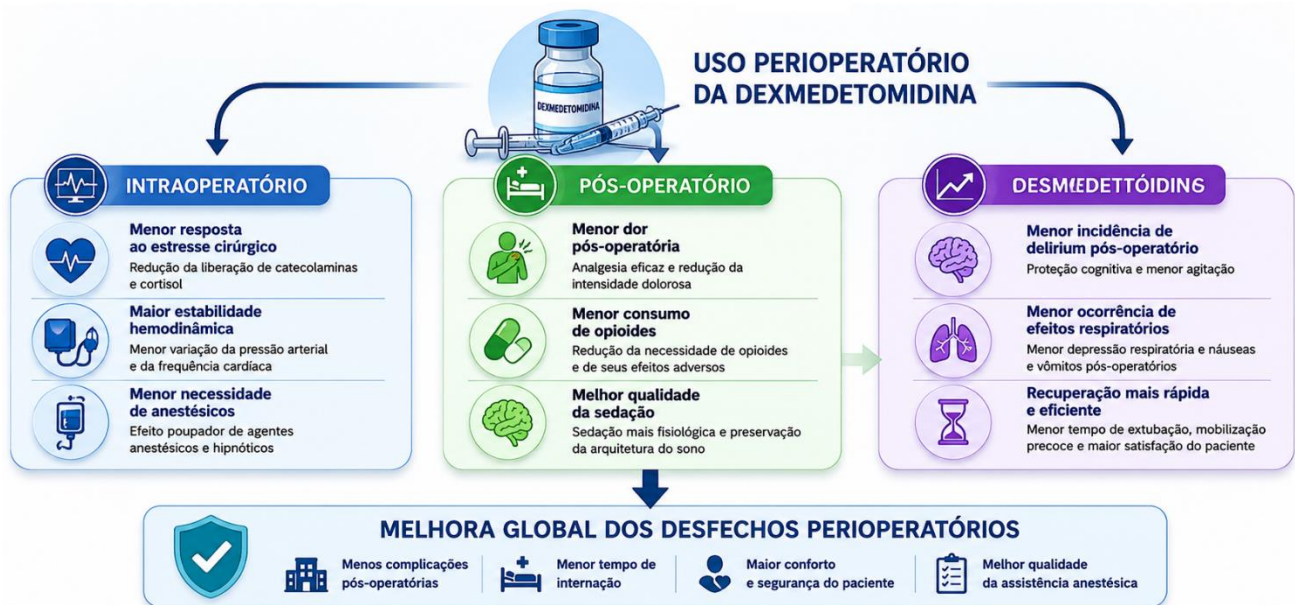 USO PERIOPERATÓRIO
DA DEXMEDETOMIDINA
DEXMEDETOMIDINA
INTRAOPERATÓRIO
Menor resposta
ao estresse cirúrgico
Redução da liberação de catecolaminas
e cortisol
Maior estabilidade
hemodinâmica
Menor variação da pressão arterial
e da frequência cardíaca
Menor necessidade
de anestésicos
Efeito poupador de agentes
anestésicos e hipnóticos
PÓS-OPERATÓRIO
Menor dor
pós-operatória
Analgesia eficaz e redução da
intensidade dolorosa
Menor consumo
de opioides
Redução da necessidade de opioides
e de seus efeitos adversos
Melhor qualidade
da sedação
Sedação mais fisiológica e preservação
da arquitetura do sono
Menor incidência de
delirium pós-operatório
Proteção cognitiva e menor agitação
Menor ocorrência de
efeitos respiratórios
Menor depressão respiratória e náuseas
e vômitos pós-operatórios
Recuperação mais rápida
e eficiente
Menor tempo de extubação, mobilização
precoce e maior satisfação do paciente
MELHORA GLOBAL DOS DESFECHOS PERIOPERATÓRIOS
Menos complicações
pós-operatórias
Menor tempo de
internação
Maior conforto
e segurança do paciente
Melhor qualidade
da assistência anestésica